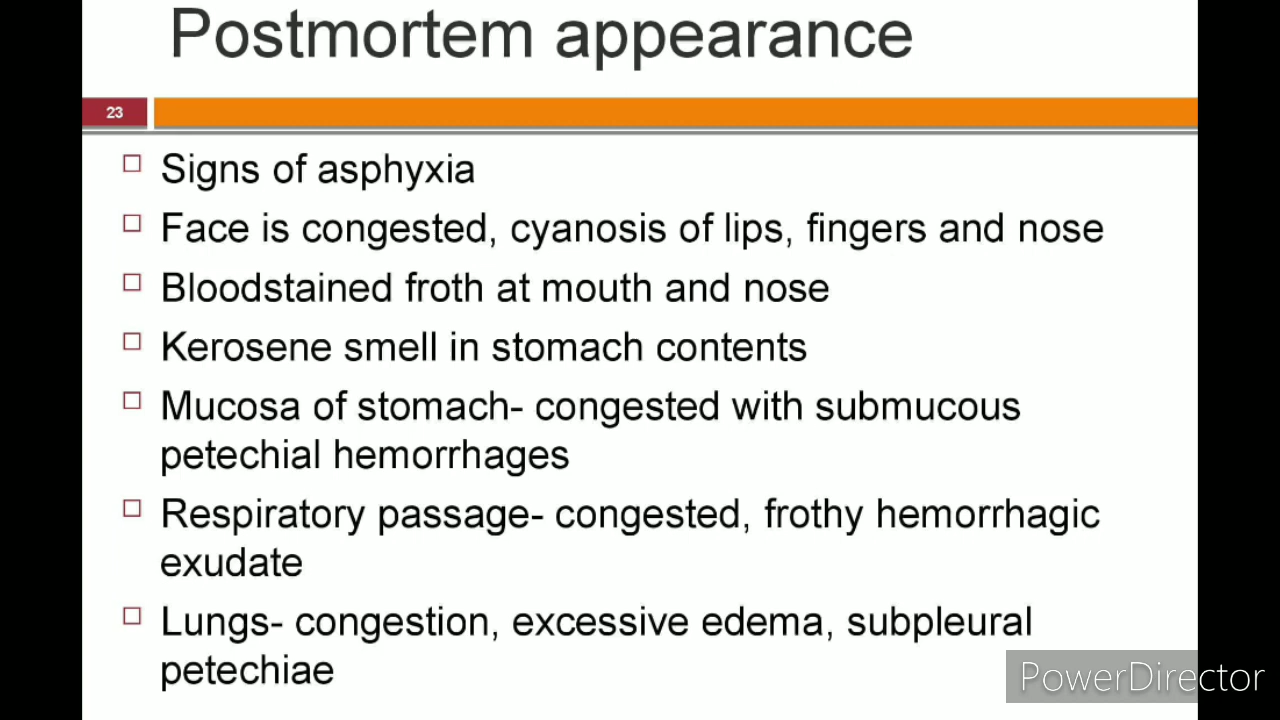 Postmortem appearance
23
Signs of asphyxia
Face is congested, cyanosis of lips, fingers and nose
Bloodstained froth at mouth and nose
Kerosene smell in stomach contents
Mucosa of stomach- congested with submucous
petechial hemorrhages
Respiratory passage- congested, frothy hemorrhagic
exudate
Lungs- congestion, excessive edema, subpleural
petechiae
PowerDirector